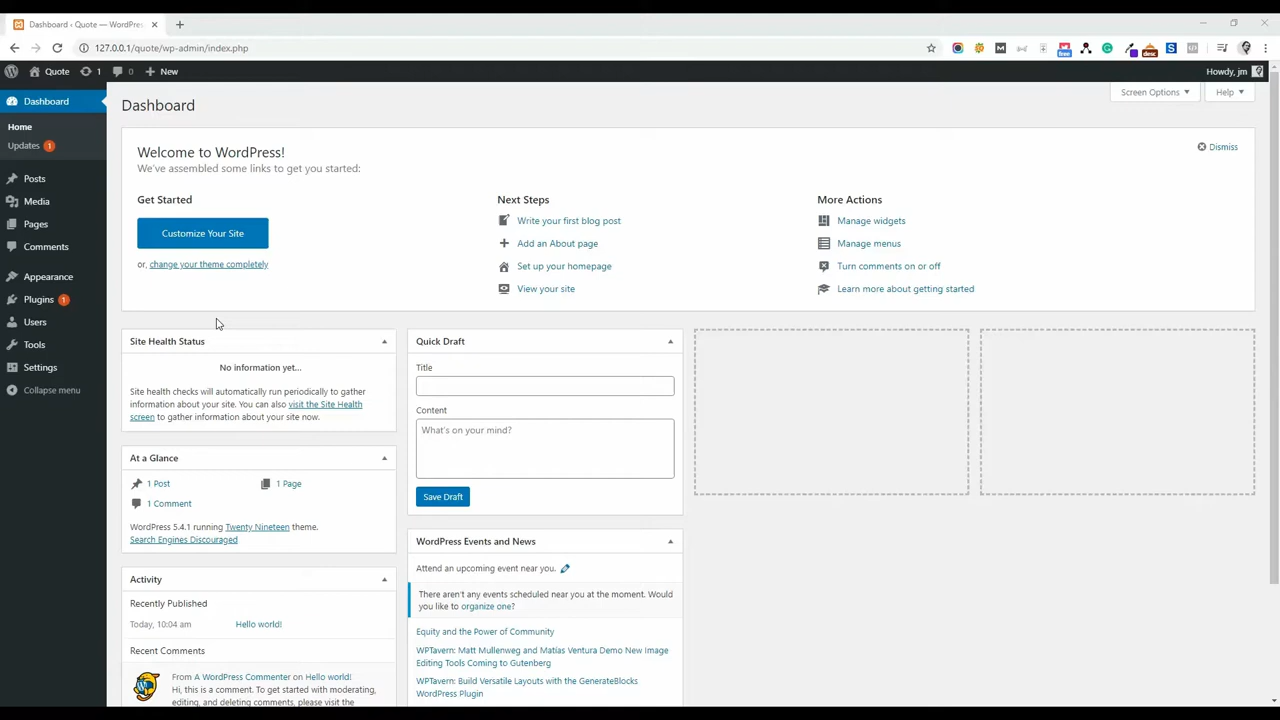 Dashboard ‹ Quote — WordPres
127.0.0.1/quote/wp-admin/index.php
Quote 1 0 New
Howdy, jm
Dashboard
Home
Updates 1
Posts
Media
Pages
Comments
Appearance
Plugins 1
Users
Tools
Settings
Collapse menu
Dashboard
Screen Options
Help
Welcome to WordPress!
We've assembled some links to get you started:
Dismiss
Get Started
Customize Your Site
or, change your theme completely
Next Steps
Write your first blog post
Add an About page
Set up your homepage
View your site
More Actions
Manage widgets
Manage menus
Turn comments on or off
Learn more about getting started
Site Health Status
No information yet...
Site health checks will automatically run periodically to gather
information about your site. You can also visit the Site Health
screen to gather information about your site now.
At a Glance
1 Post
1 Page
1 Comment
WordPress 5.4.1 running Twenty Nineteen theme.
Search Engines Discouraged
Activity
Recently Published
Today, 10:04 am Hello world!
Recent Comments
From A WordPress Commenter on Hello world!
Hi, this is a comment. To get started with moderating,
editing, and deleting comments, please visit the
Quick Draft
Title
Content
What's on your mind?
Save Draft
WordPress Events and News
Attend an upcoming event near you.
There aren't any events scheduled near you at the moment. Would
you like to organize one?
Equity and the Power of Community
WPTavern: Matt Mullenweg and Matías Ventura Demo New Image
Editing Tools Coming to Gutenberg
WPTavern: Build Versatile Layouts with the GenerateBlocks
WordPress Plugin